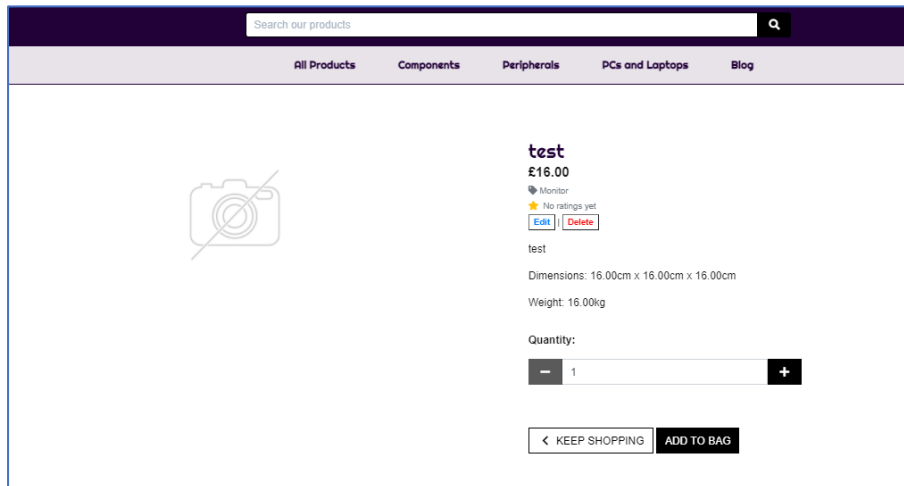 Search our products
All Products Components Peripherals PCs and Laptops Blog
test
£16.00
Monitor
No ratings yet
Edit | Delete
test
Dimensions: 16.00cm x 16.00cm x 16.00cm
Weight: 16.00kg
Quantity:
1
KEEP SHOPPING ADD TO BAG